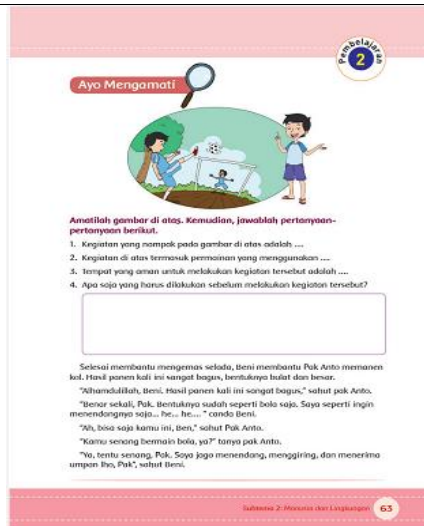 Pembelajaran
2
Ayo Mengamati
Amatilah gambar di atas. Kemudian, jawablah pertanyaan-
pertanyaan berikut.
1. Kegiatan yang nampak pada gambar di atas adalah ....
2. Kegiatan di atas termasuk permainan yang menggunakan ....
3. Tempat yang aman untuk melakukan kegiatan tersebut adalah ....
4. Apa saja yang harus dilakukan sebelum melakukan kegiatan tersebut?
Selesai membantu mengemas selada, Beni membantu Pak Anto memanen
kol. Hasil panen kali ini sangat bagus, bentuknya bulat dan besar.
"Alhamdulillah, Beni. Hasil panen kali ini sangat bagus," sahut pak Anto.
"Benar sekali, Pak. Bentuknya sudah seperti bola saja. Saya seperti ingin
menendangnya saja... he... he.... " canda Beni.
"Ah, bisa saja kamu ini, Ben," sahut Pak Anto.
"Kamu senang bermain bola, ya?" tanya pak Anto.
"Ya, tentu senang, Pak. Saya jago menendang, menggiring, dan menerima
umpan lho, Pak", sahut Beni.
Subtema 2: Manusia dan Lingkungan 63